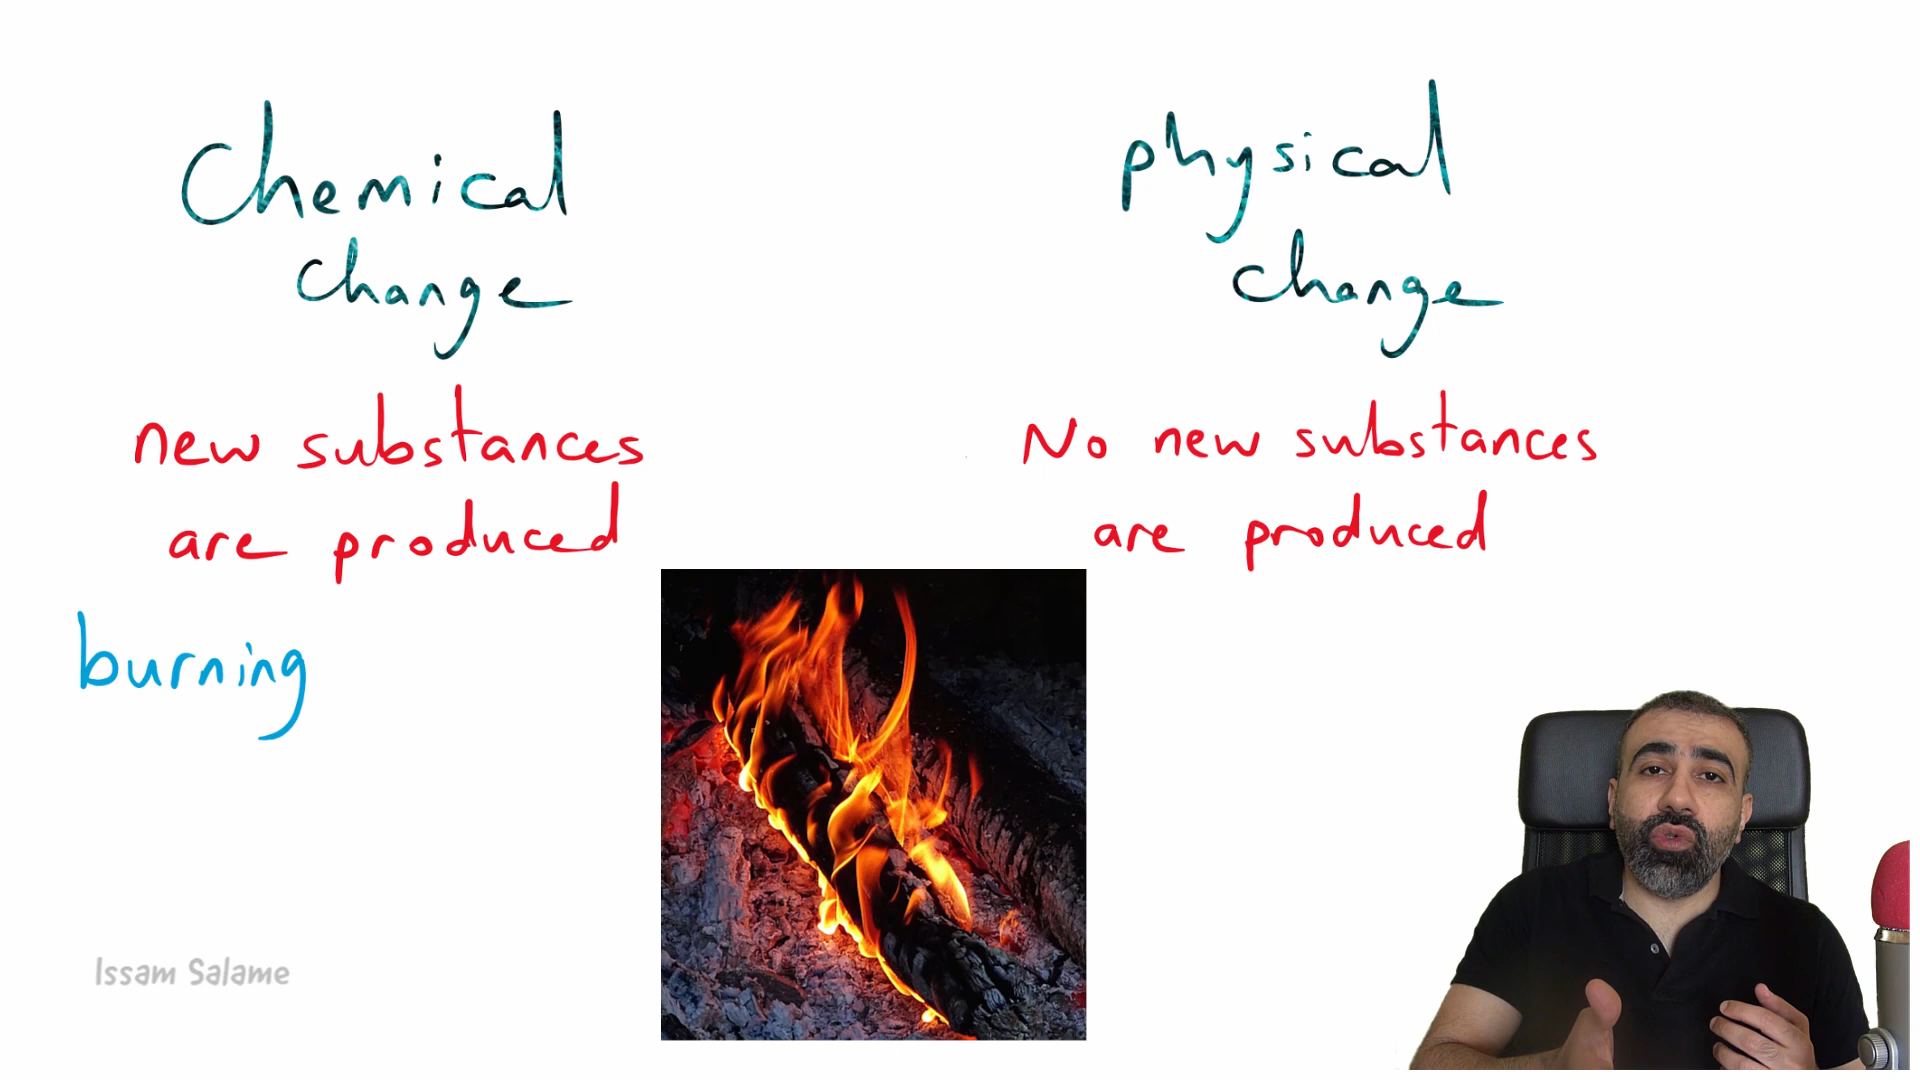 Chemical
change
new substances
are produced
burning
physical
change
No new substances
are produced
Issam Salame